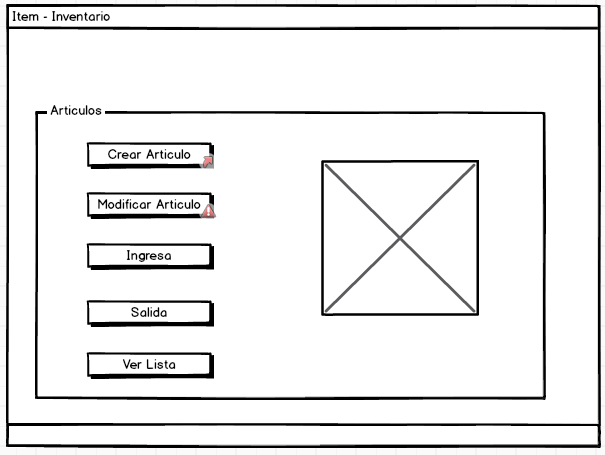 Item - Inventario
Articulos
Crear Articulo
Modificar Articulo
Ingresa
Salida
Ver Lista